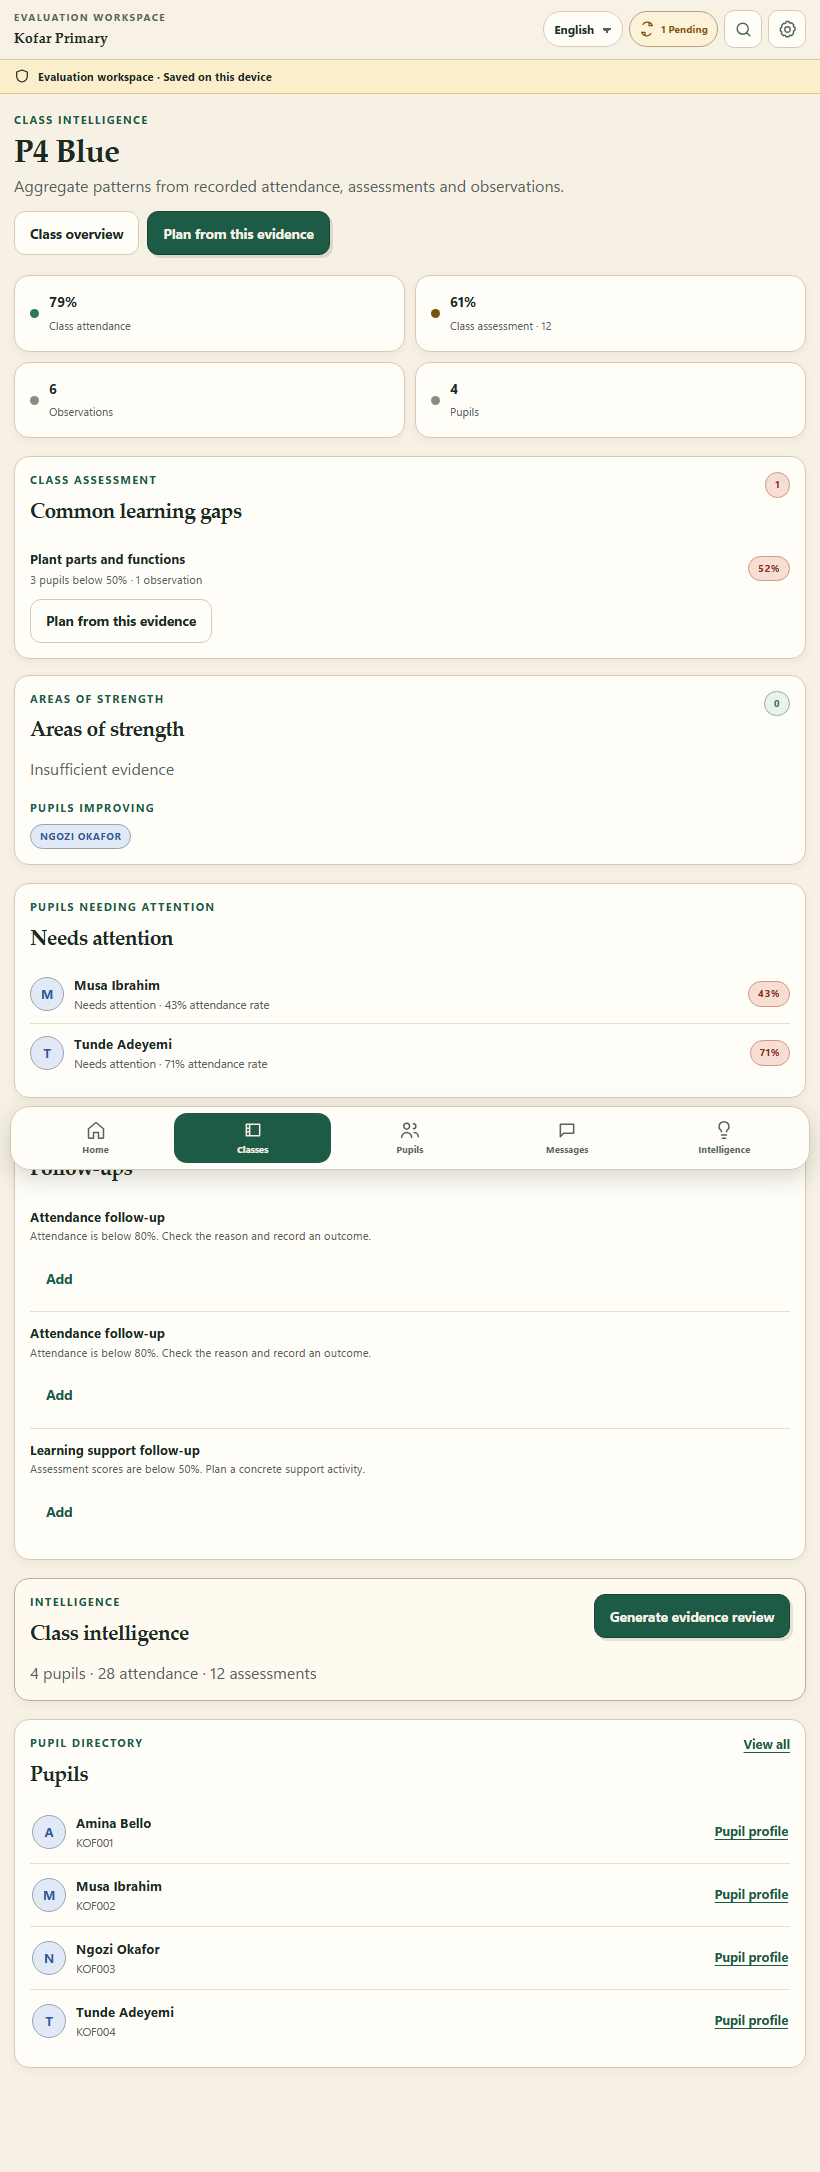 EVALUATION WORKSPACE
Kofar Primary
English
1 Pending
Evaluation workspace · Saved on this device
CLASS INTELLIGENCE
P4 Blue
Aggregate patterns from recorded attendance, assessments and observations.
Class overview
Plan from this evidence
79%
Class attendance
61%
Class assessment · 12
6
Observations
4
Pupils
CLASS ASSESSMENT
1
Common learning gaps
Plant parts and functions
3 pupils below 50% · 1 observation
52%
Plan from this evidence
AREAS OF STRENGTH
0
Areas of strength
Insufficient evidence
PUPILS IMPROVING
NGOZI OKAFOR
PUPILS NEEDING ATTENTION
Needs attention
M
Musa Ibrahim
Needs attention · 43% attendance rate
43%
T
Tunde Adeyemi
Needs attention · 71% attendance rate
71%
Home
Classes
Pupils
Messages
Intelligence
Follow-ups
Attendance follow-up
Attendance is below 80%. Check the reason and record an outcome.
Add
Attendance follow-up
Attendance is below 80%. Check the reason and record an outcome.
Add
Learning support follow-up
Assessment scores are below 50%. Plan a concrete support activity.
Add
INTELLIGENCE
Class intelligence
Generate evidence review
4 pupils · 28 attendance · 12 assessments
PUPIL DIRECTORY
View all
Pupils
A
Amina Bello
KOF001
Pupil profile
M
Musa Ibrahim
KOF002
Pupil profile
N
Ngozi Okafor
KOF003
Pupil profile
T
Tunde Adeyemi
KOF004
Pupil profile